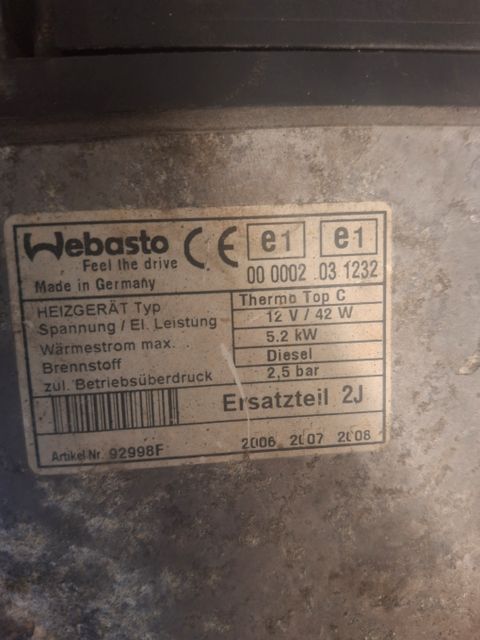 Webasto CE e1 e1
Feel the drive
00 0002 03 1232
Made in Germany
HEIZGERÄT Typ Thermo Top C
Spannung / El. Leistung 12 V / 42 W
Wärmestrom max. 5.2 kW
Brennstoff Diesel
zul. Betriebsüberdruck 2,5 bar
Ersatzteil 2J
Artikel Nr. 92998F 2006 2007 2008